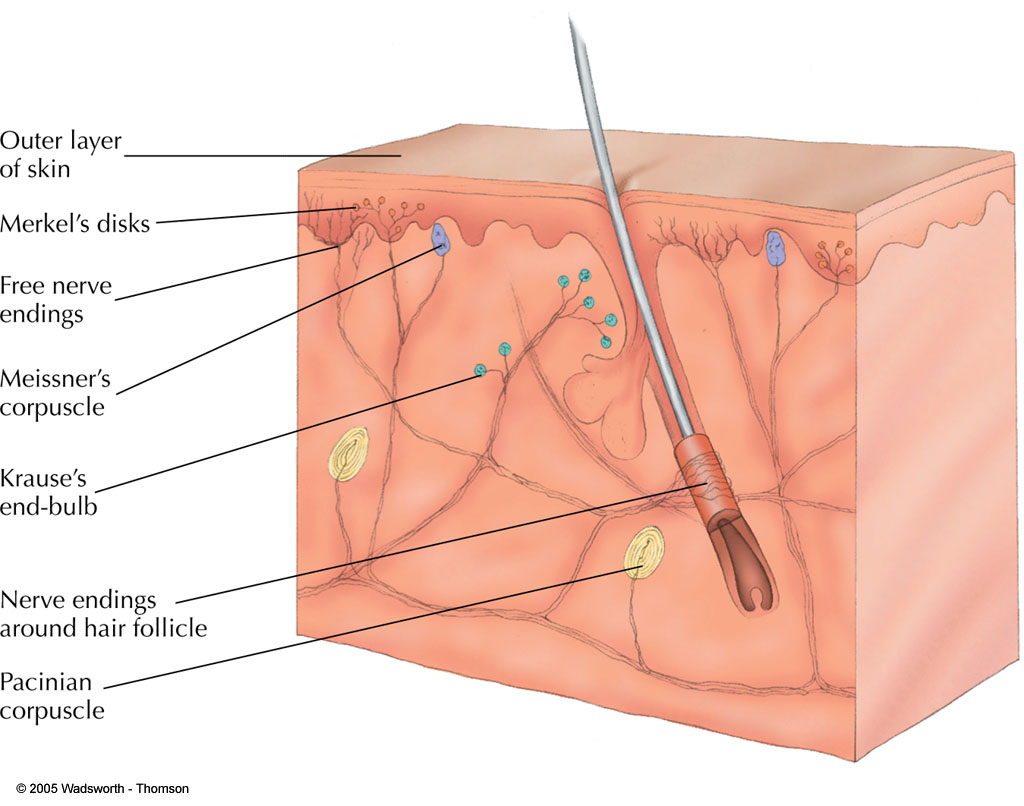 Outer layer
of skin
Merkel’s disks
Free nerve
endings
Meissner’s
corpuscle
Krause’s
end-bulb
Nerve endings
around hair follicle
Pacinian
corpuscle
© 2005 Wadsworth - Thomson